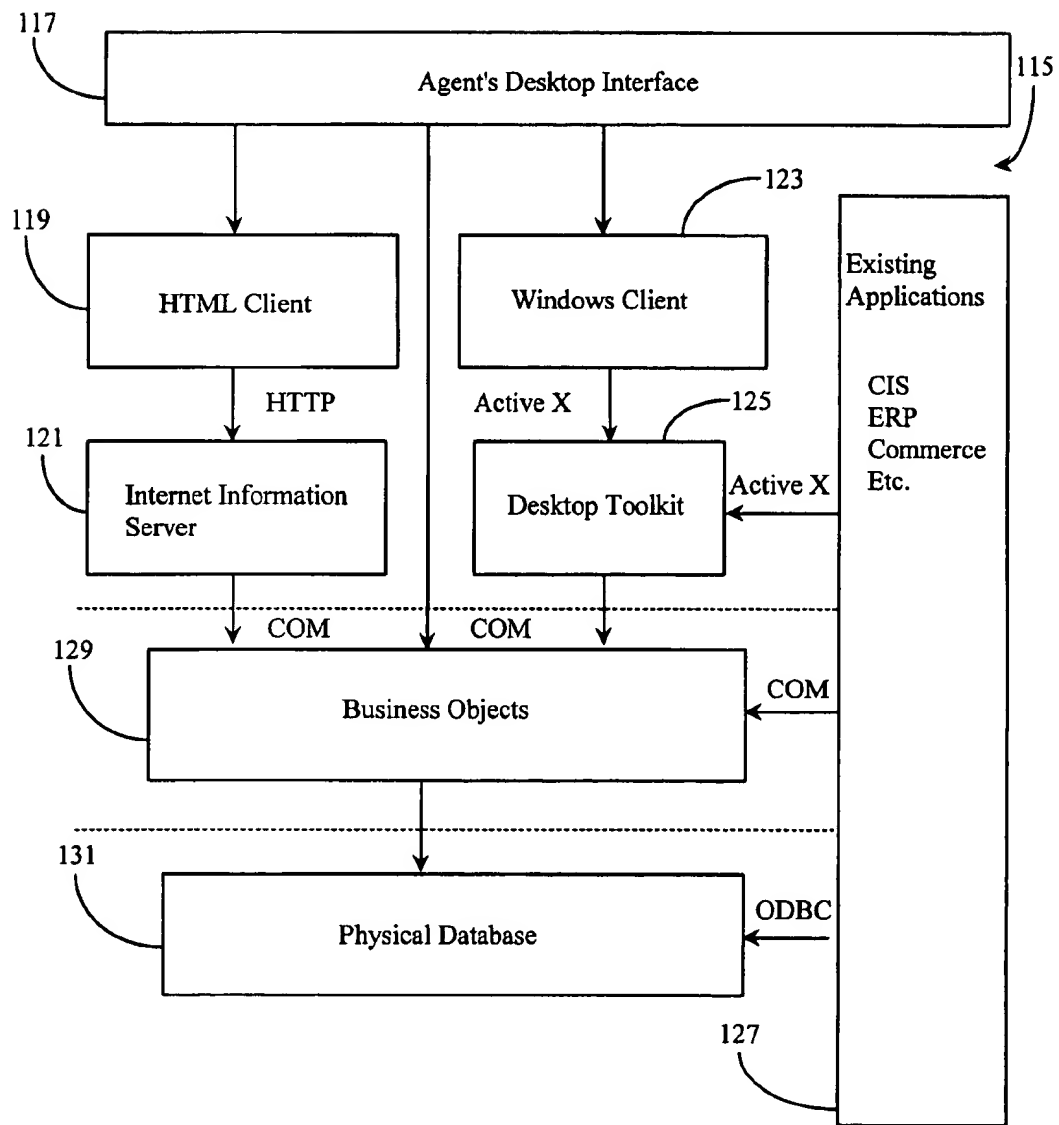 117
Agent's Desktop Interface
115
123
119
HTML Client
Windows Client
Existing
Applications
CIS
ERP
Commerce
Etc.
HTTP
Active X
125
121
Internet Information
Server
Desktop Toolkit
Active X
COM
COM
129
Business Objects
COM
131
Physical Database
ODBC
127